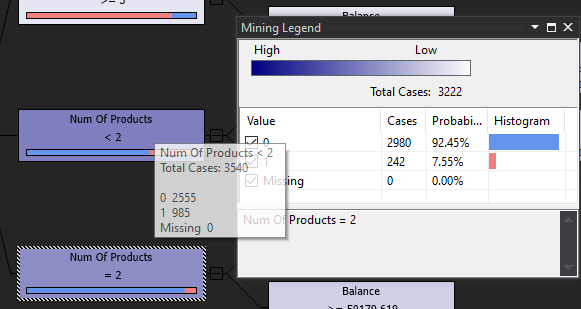 >= 3
Balance
Mining Legend
High Low
Total Cases: 3222
Value Cases Probabi... Histogram
0 2980 92.45%
1 242 7.55%
Missing 0 0.00%
Num Of Products = 2
Num Of Products
< 2
Num Of Products < 2
Total Cases: 3540
0 2555
1 985
Missing 0
Num Of Products
= 2
Balance